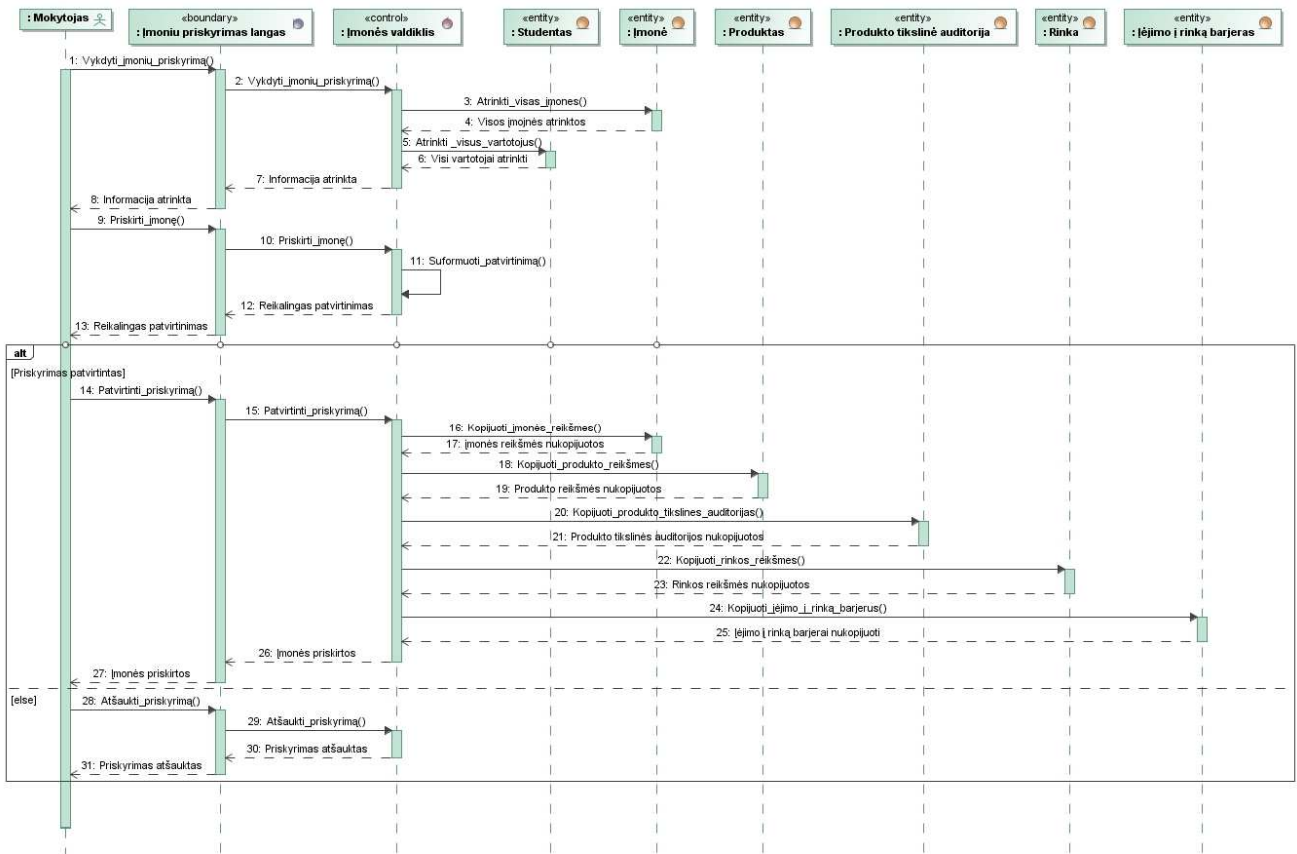 : Mokytojas
«boundary»
: Įmoniu priskyrimas langas
«control»
: Įmonės valdiklis
«entity»
: Studentas
«entity»
: Įmonė
«entity»
: Produktas
«entity»
: Produkto tikslinė auditorija
«entity»
: Rinka
«entity»
: Įėjimo į rinką barjeras
1: Vykdyti_įmonių_priskyrimą()
2: Vykdyti_įmonių_priskyrimą()
3: Atrinkti_visas_įmones()
4: Visos įmojnės atrinktos
5: Atrinkti _visus_vartotojus()
6: Visi vartotojai atrinkti
7: Informacija atrinkta
8: Informacija atrinkta
9: Priskirti_įmonę()
10: Priskirti_įmonę()
11: Suformuoti_patvirtinimą()
12: Reikalingas patvirtinimas
13: Reikalingas patvirtinimas
alt
[Priskyrimas patvirtintas]
14: Patvirtinti_priskyrimą()
15: Patvirtinti_priskyrimą()
16: Kopijuoti_įmonės_reikšmes()
17: įmonės reikšmės nukopijuotos
18: Kopijuoti_produkto_reikšmes()
19: Produkto reikšmės nukopijuotos
20: Kopijuoti_produkto_tikslines_auditorijas()
21: Produkto tikslinės auditorijos nukopijuotos
22: Kopijuoti_rinkos_reikšmes()
23: Rinkos reikšmės nukopijuotos
24: Kopijuoti_įėjimo_į_rinką_barjerus()
25: Įėjimo į rinką barjerai nukopijuoti
26: Įmonės priskirtos
27: Įmonės priskirtos
[else]
28: Atšaukti_priskyrimą()
29: Atšaukti_priskyrimą()
30: Priskyrimas atšauktas
31: Priskyrimas atšauktas